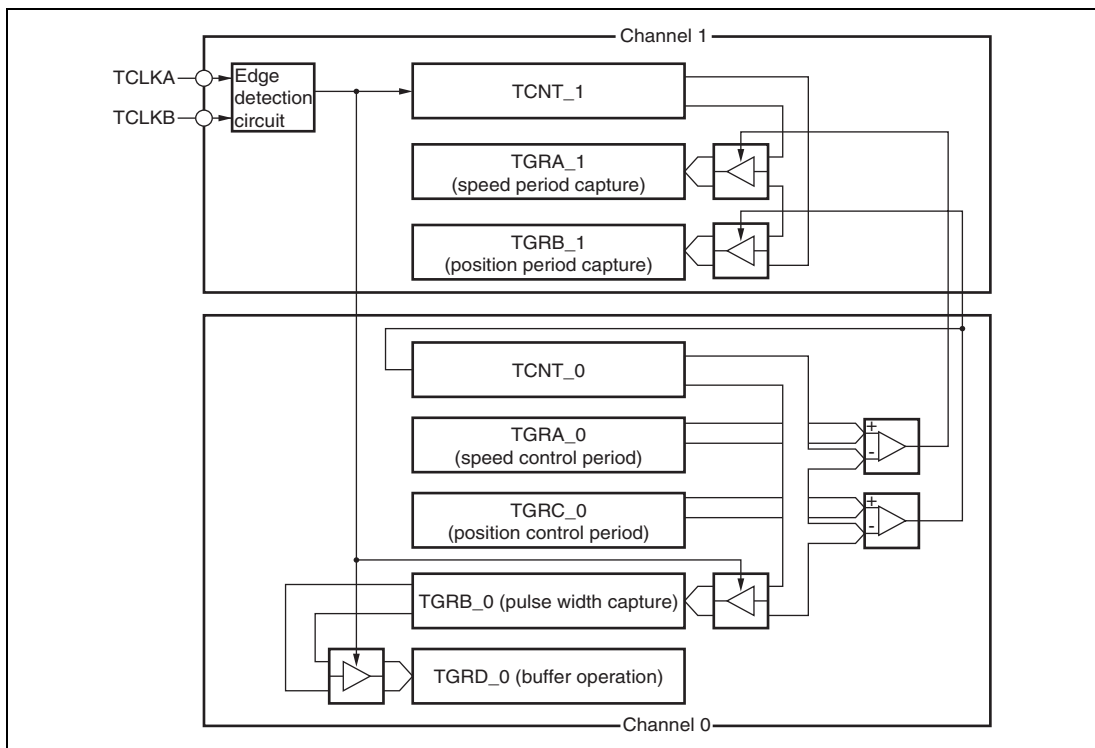 Channel 1
TCLKA
TCLKB
Edge
detection
circuit
TCNT_1
TGRA_1
(speed period capture)
TGRB_1
(position period capture)
TCNT_0
TGRA_0
(speed control period)
+
-
TGRC_0
(position control period)
+
-
TGRB_0 (pulse width capture)
TGRD_0 (buffer operation)
Channel 0